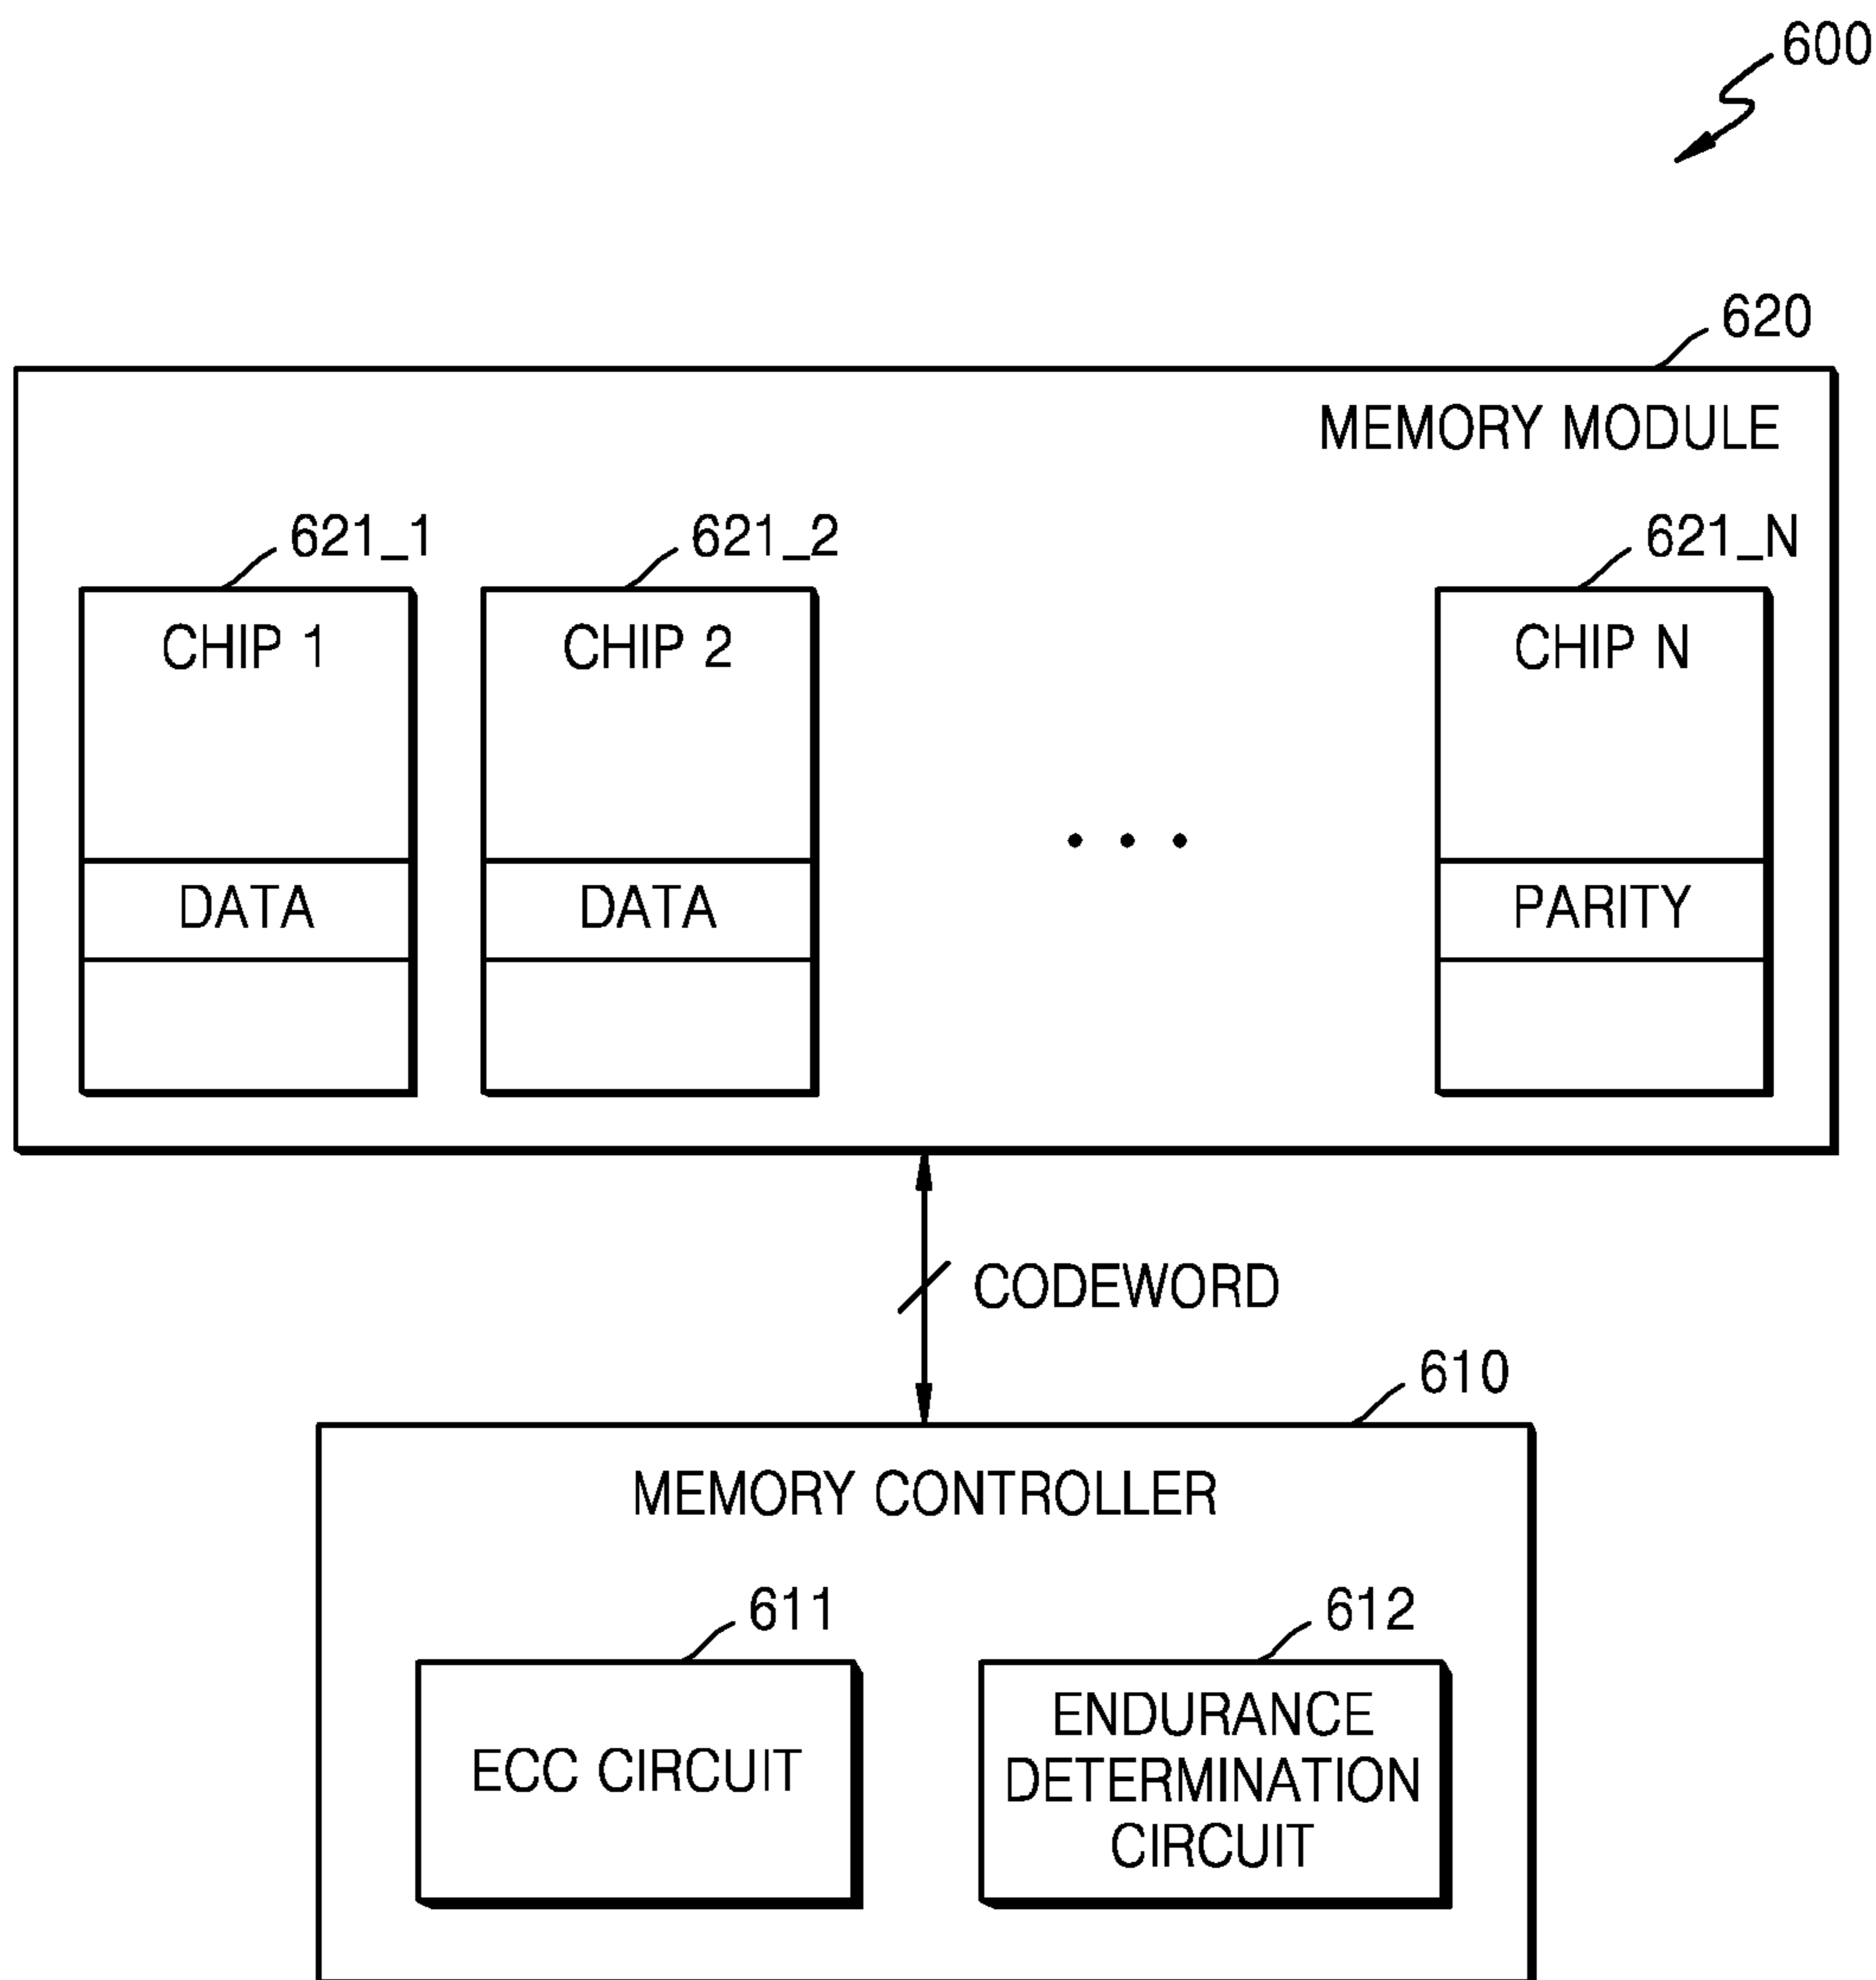 600
620
MEMORY MODULE
621_1
621_2
621_N
CHIP 1
CHIP 2
CHIP N
DATA
DATA
PARITY
CODEWORD
610
MEMORY CONTROLLER
611
612
ECC CIRCUIT
ENDURANCE
DETERMINATION
CIRCUIT